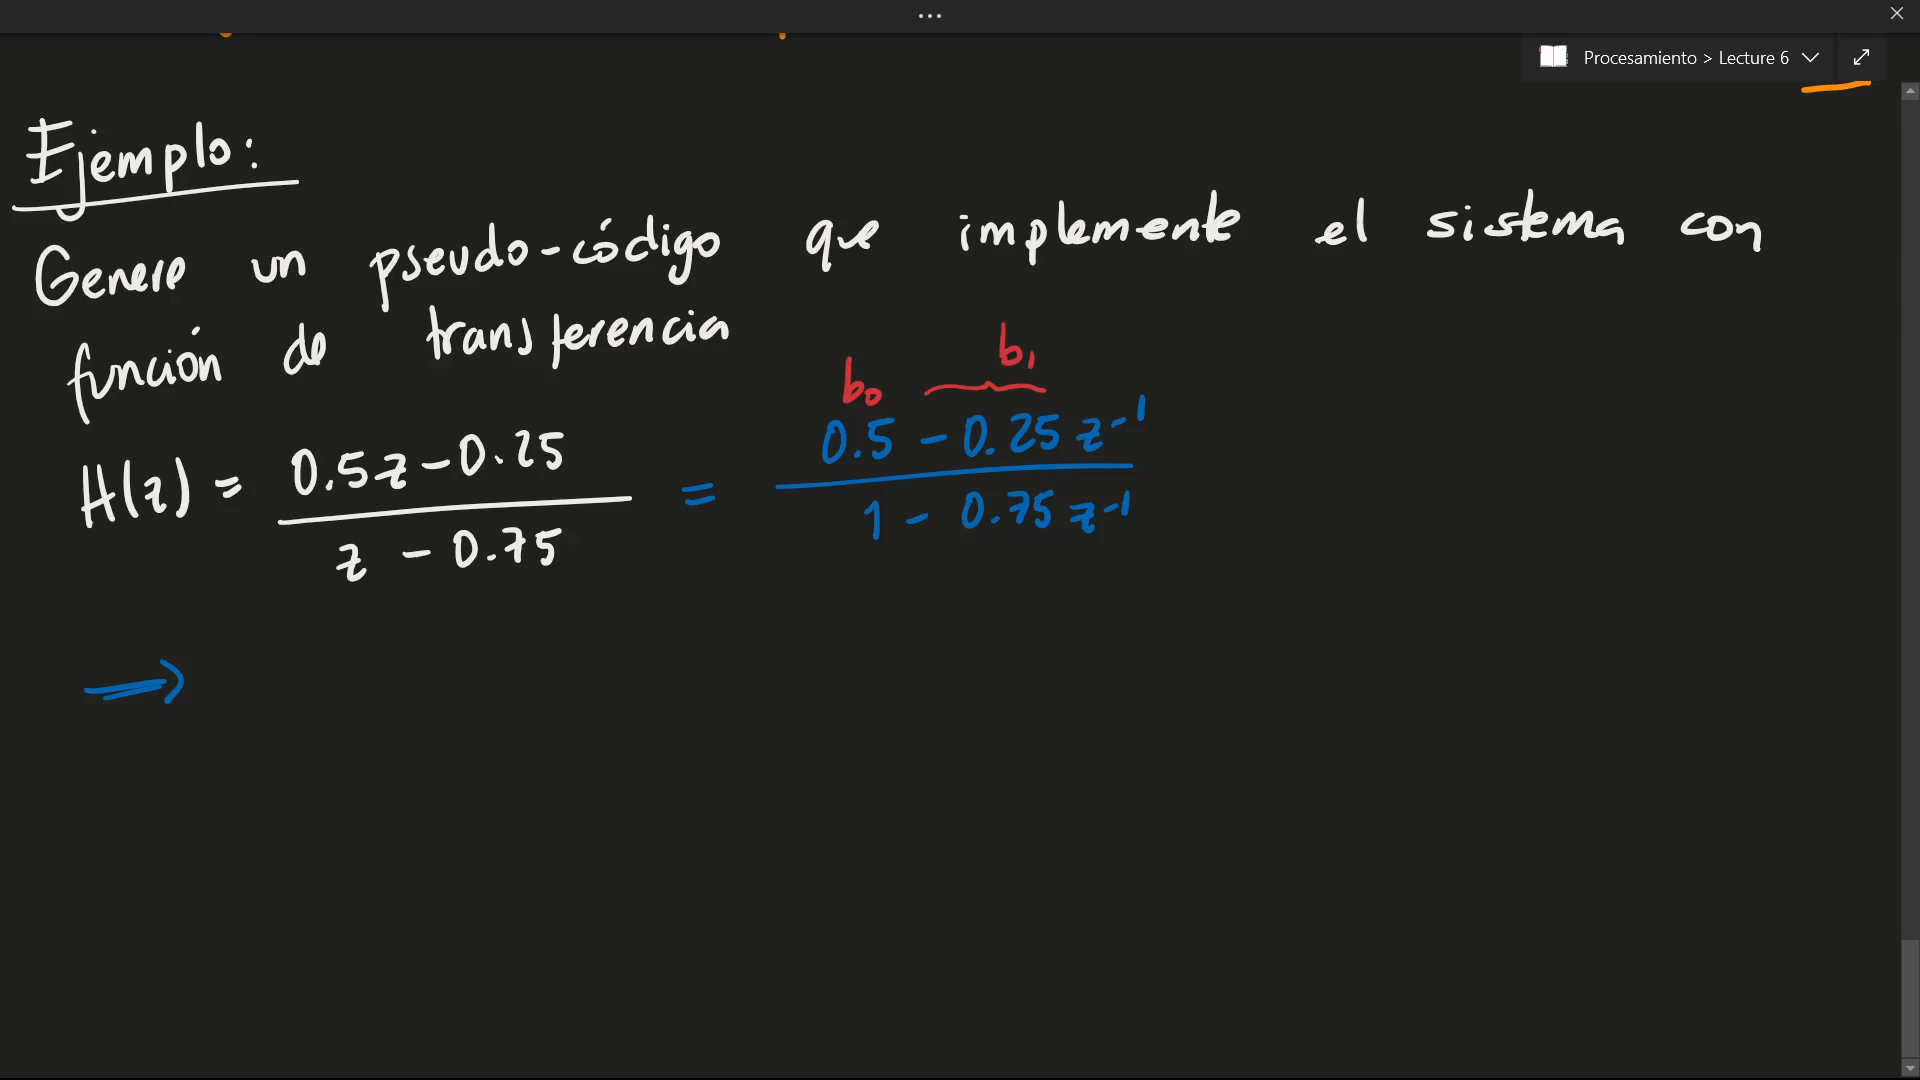 ...
Procesamiento > Lecture 6
Ejemplo:
Genere un pseudo-código que implemente el sistema con
función de transferencia
b₀ b₁
H(z) = (0.5z - 0.25)/(z - 0.75) = (0.5 - 0.25 z⁻¹)/(1 - 0.75 z⁻¹)
⟹